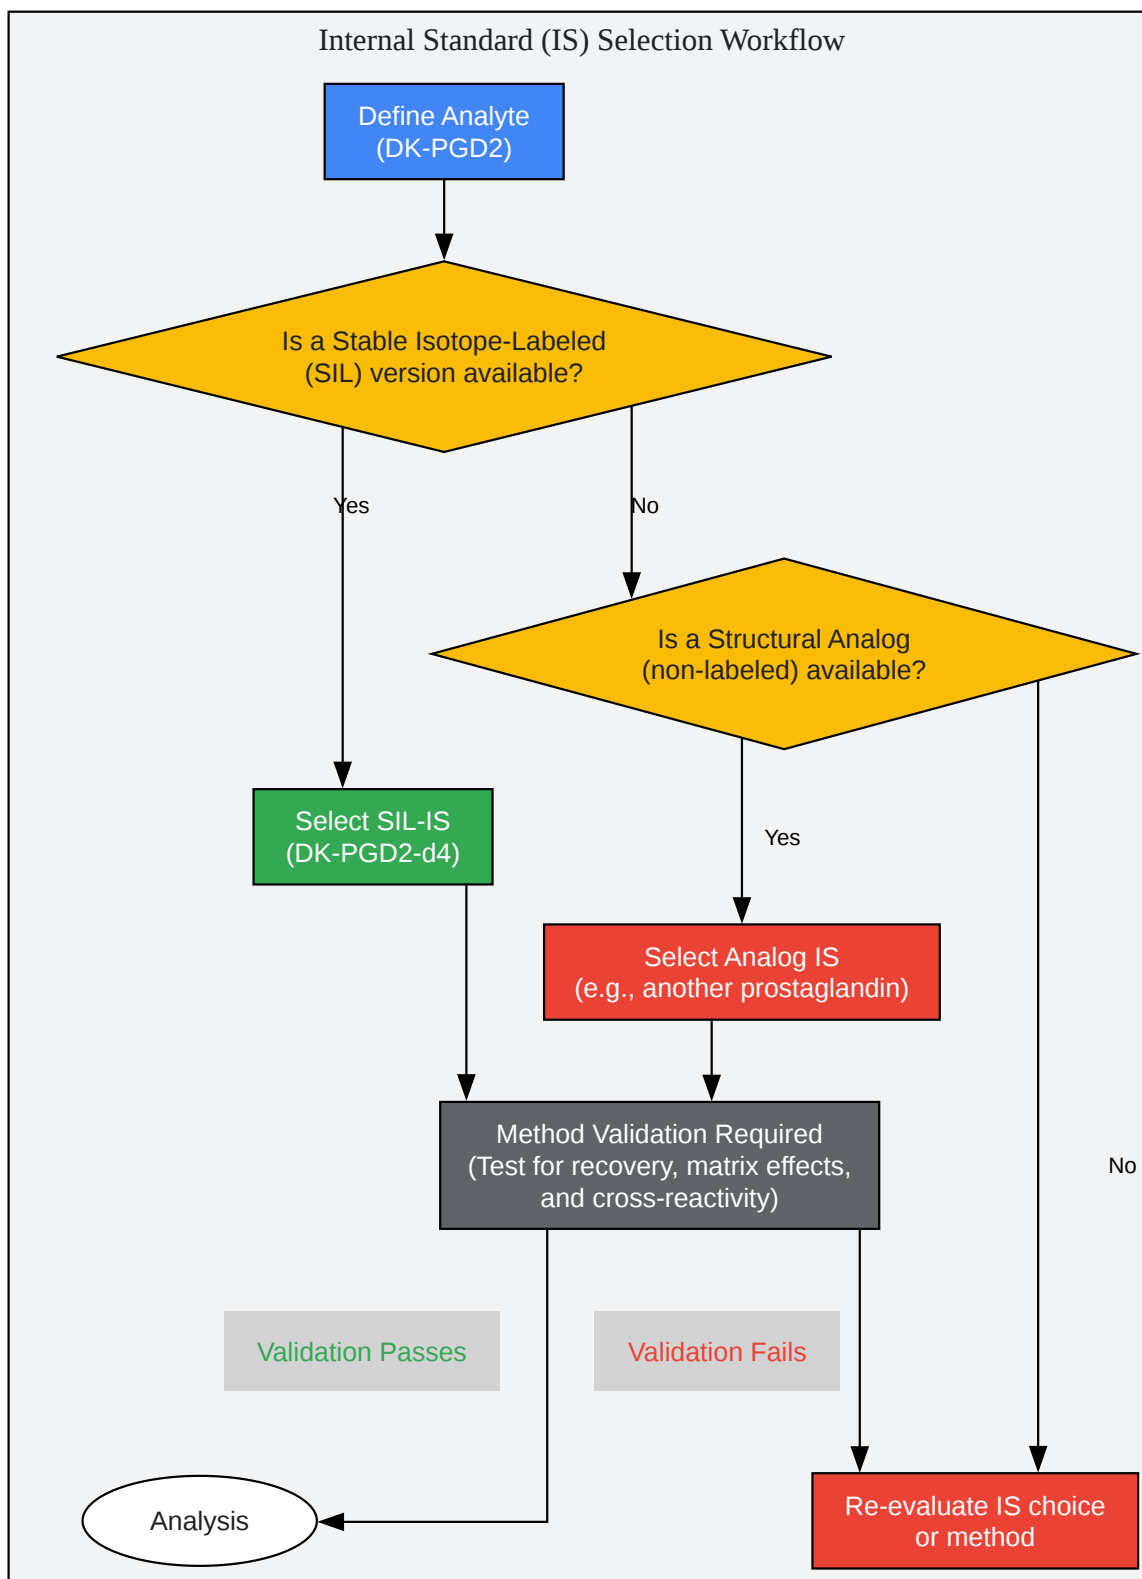 Internal Standard (IS) Selection Workflow
Define Analyte
(DK-PGD2)
Is a Stable Isotope-Labeled
(SIL) version available?
Yes
No
Is a Structural Analog
(non-labeled) available?
Select SIL-IS
(DK-PGD2-d4)
Yes
Select Analog IS
(e.g., another prostaglandin)
Method Validation Required
(Test for recovery, matrix effects,
and cross-reactivity)
No
Validation Passes
Validation Fails
Analysis
Re-evaluate IS choice
or method